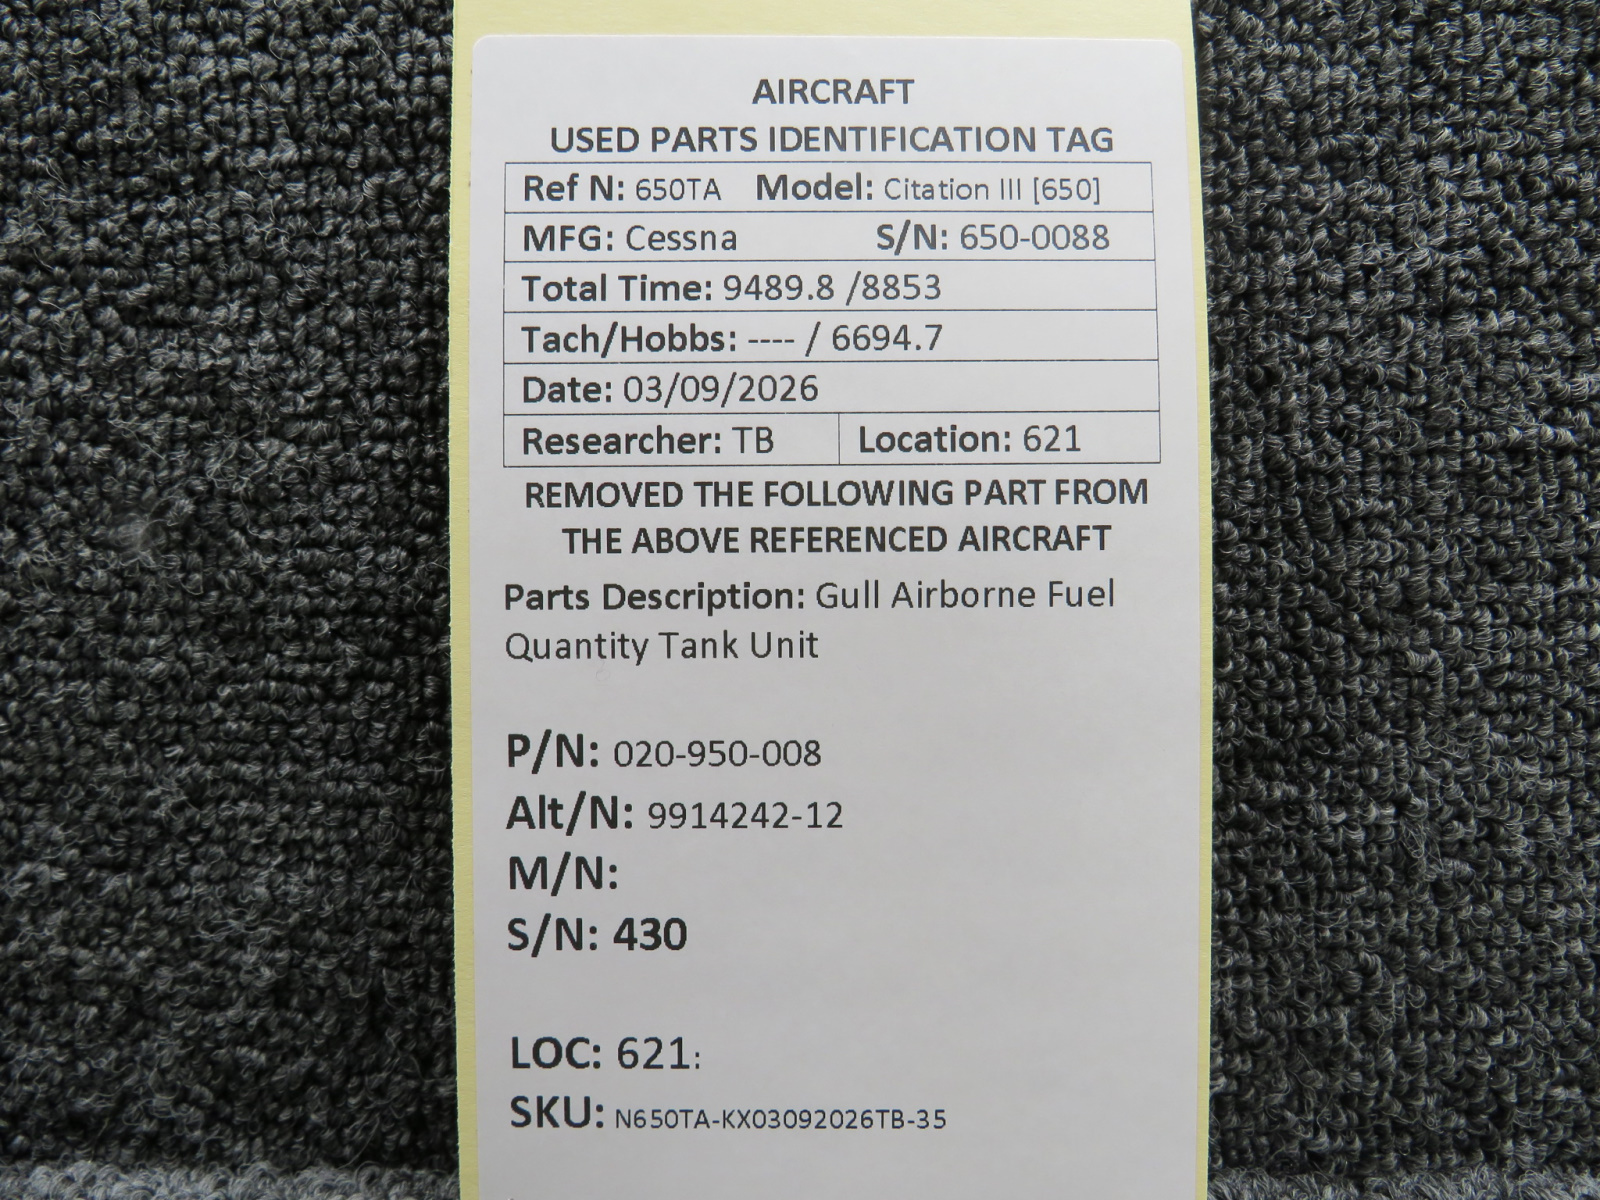 AIRCRAFT
USED PARTS IDENTIFICATION TAG
Ref N: 650TA Model: Citation III [650]
MFG: Cessna S/N: 650-0088
Total Time: 9489.8 /8853
Tach/Hobbs: ---- / 6694.7
Date: 03/09/2026
Researcher: TB Location: 621
REMOVED THE FOLLOWING PART FROM
THE ABOVE REFERENCED AIRCRAFT
Parts Description: Gull Airborne Fuel
Quantity Tank Unit
P/N: 020-950-008
Alt/N: 9914242-12
M/N:
S/N: 430
LOC: 621:
SKU: N650TA-KX03092026TB-35